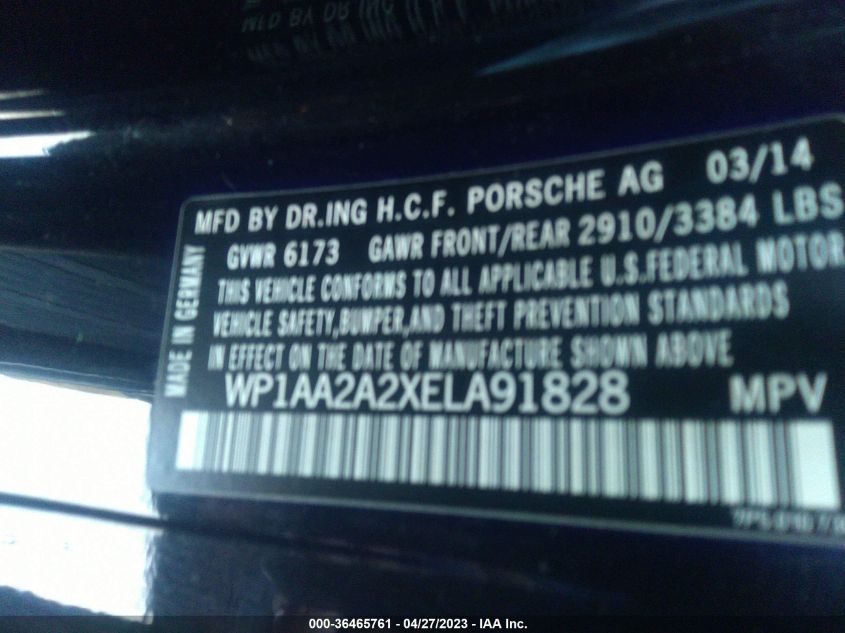 MFD BY DR.ING H.C.F. PORSCHE AG 03/14
GVWR 6173 GAWR FRONT/REAR 2910/3384 LBS
THIS VEHICLE CONFORMS TO ALL APPLICABLE U.S.FEDERAL MOTOR
VEHICLE SAFETY,BUMPER,AND THEFT PREVENTION STANDARDS
IN EFFECT ON THE DATE OF MANUFACTURE SHOWN ABOVE
WP1AA2A2XELA91828 MPV
MADE IN GERMANY
000-36465761 - 04/27/2023 - IAA Inc.